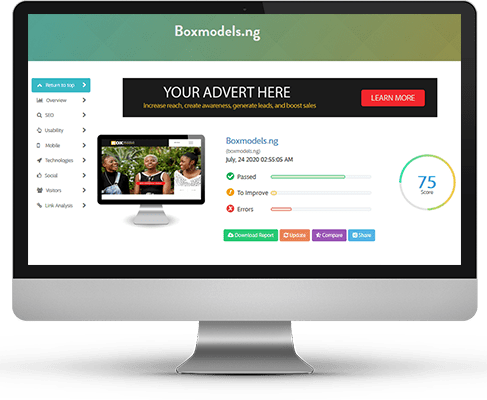 Boxmodels.ng
Return to top
Overview
SEO
Usability
Mobile
Technologies
Social
Visitors
Link Analysis
YOUR ADVERT HERE
Increase reach, create awareness, generate leads, and boost sales
LEARN MORE
Boxmodels.ng
(boxmodels.ng)
July, 24 2020 02:55:05 AM
Passed
To Improve
Errors
75
Score
Download Report
Update
Compare
Share